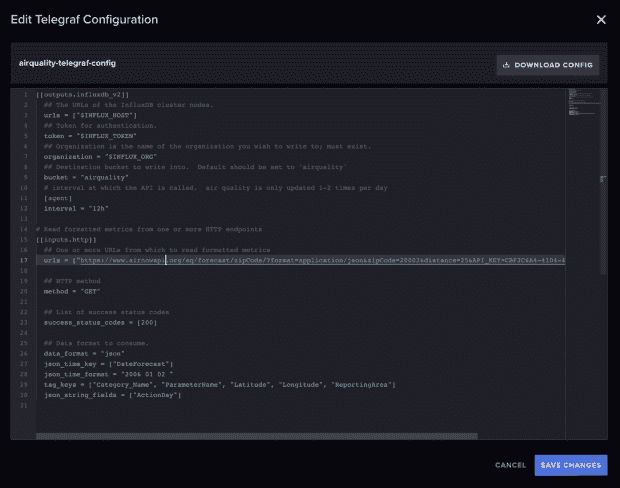 Edit Telegraf Configuration
airquality-telegraf-config
DOWNLOAD CONFIG
1 [[outputs.influxdb_v2]]
2 ## The URLs of the InfluxDB cluster nodes.
3 urls = ["$INFLUX_HOST"]
4 ## Token for authentication.
5 token = "$INFLUX_TOKEN"
6 ## Organization is the name of the organization you wish to write to; must exist.
7 organization = "$INFLUX_ORG"
8 ## Destination bucket to write into. Default should be set to `airquality`
9 bucket = "airquality"
10 # interval at which the API is called. air quality is only updated 1-2 times per day
11 [agent]
12 interval = "12h"
13
14 # Read formatted metrics from one or more HTTP endpoints
15 [[inputs.http]]
16 ## One or more URLs from which to read formatted metrics
17 urls = ["https://www.airnowapi.org/aq/forecast/zipCode/?format=application/json&zipCode=20002&distance=25&API_KEY=
18
19 ## HTTP method
20 method = "GET"
21
22 ## List of success status codes
23 success_status_codes = [200]
24
25 ## Data format to consume.
26 data_format = "json"
27 json_time_key = ["DateForecast"]
28 json_time_format = "2006 01 02 "
29 tag_keys = ["Category_Name", "ParameterName", "Latitude", "Longitude", "ReportingArea"]
30 json_string_fields = ["ActionDay"]
31
CANCEL
SAVE CHANGES